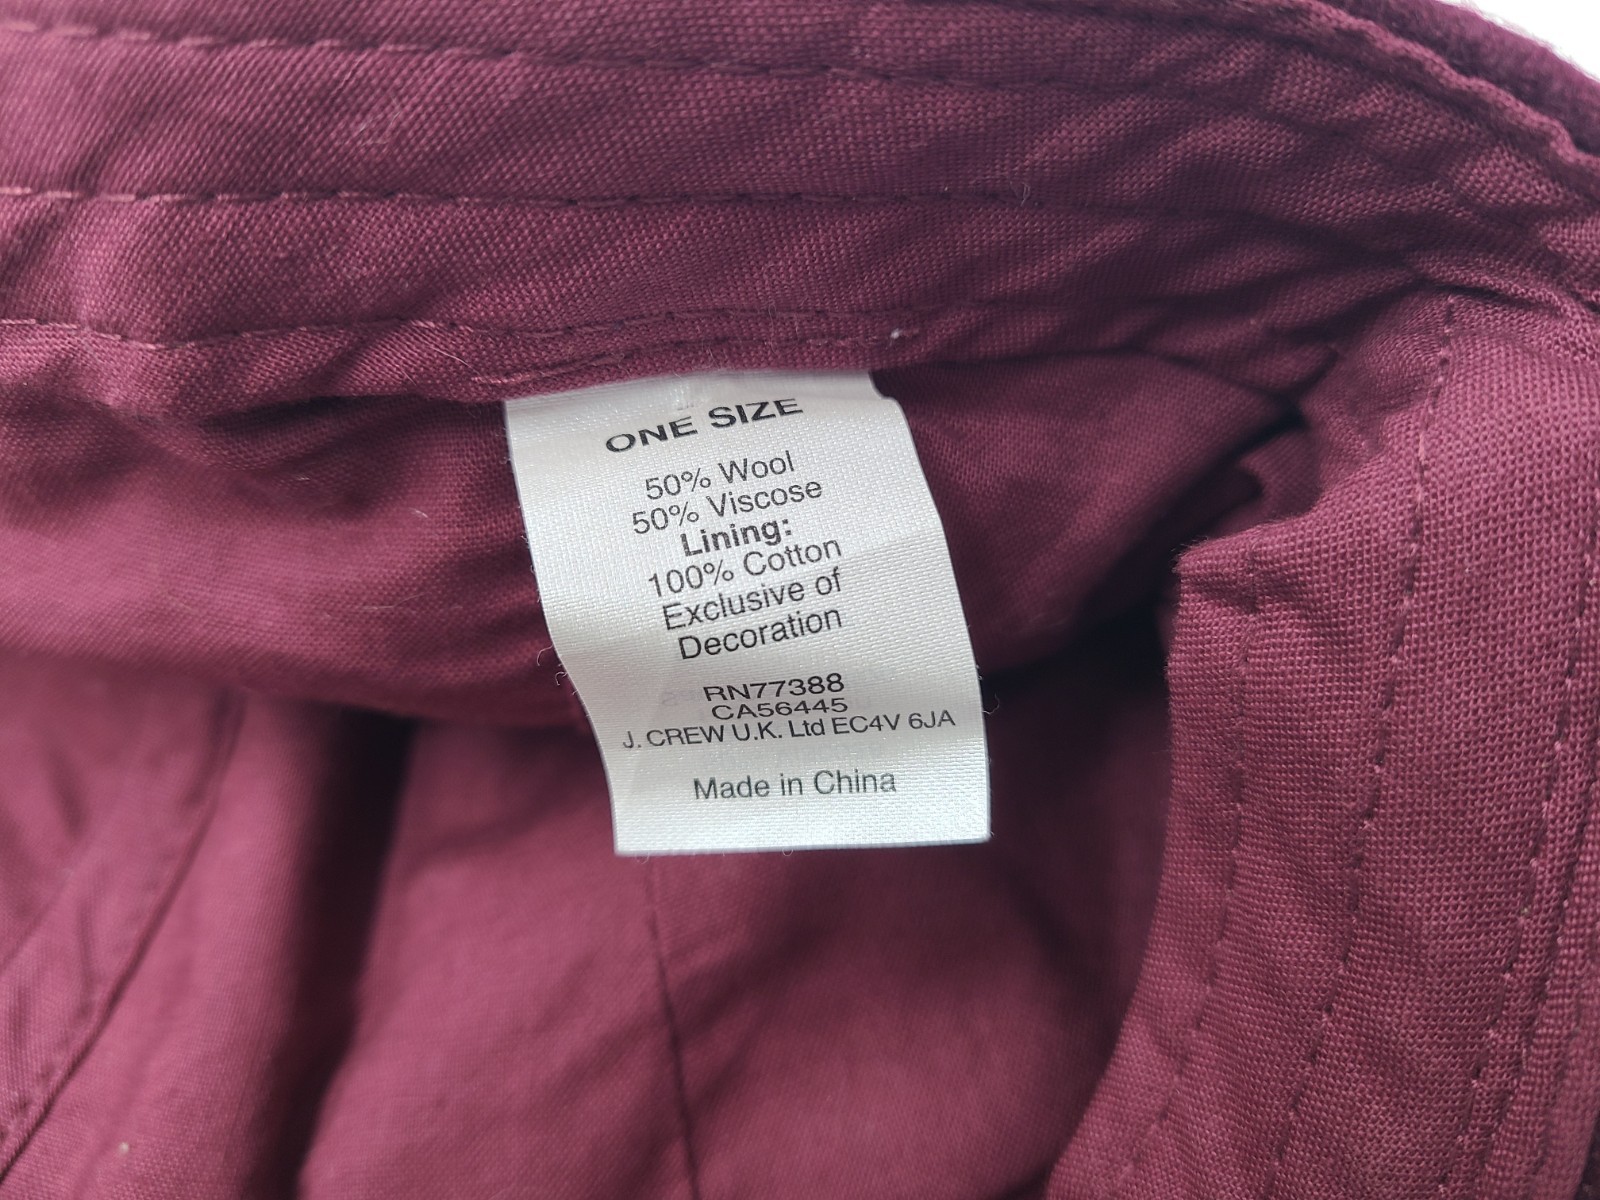 ONE SIZE
50% Wool
50% Viscose
Lining:
100% Cotton
Exclusive of
Decoration
RN77388
CA56445
J. CREW U.K. Ltd EC4V 6JA
Made in China